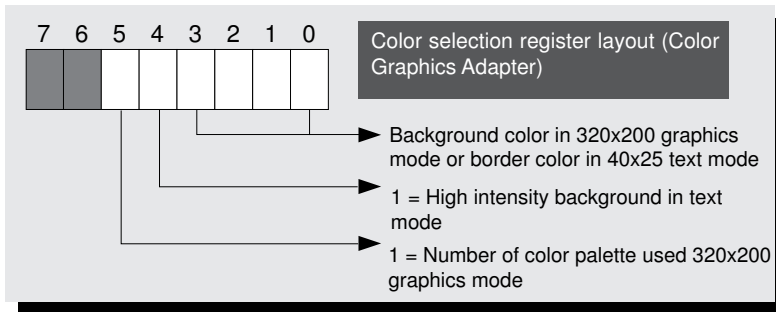 7 6 5 4 3 2 1 0
Color selection register layout (Color
Graphics Adapter)
Background color in 320x200 graphics
mode or border color in 40x25 text mode
1 = High intensity background in text
mode
1 = Number of color palette used 320x200
graphics mode